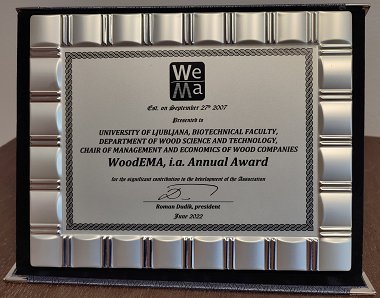 We
Ma
Est. on September 27th 2007
Presented to
UNIVERSITY OF LJUBLJANA, BIOTECHNICAL FACULTY,
DEPARTMENT OF WOOD SCIENCE AND TECHNOLOGY,
CHAIR OF MANAGEMENT AND ECONOMICS OF WOOD COMPANIES
WoodEMA, i.a. Annual Award
for the significant contribution to the development of the Association
Roman Dudik, president
June 2022